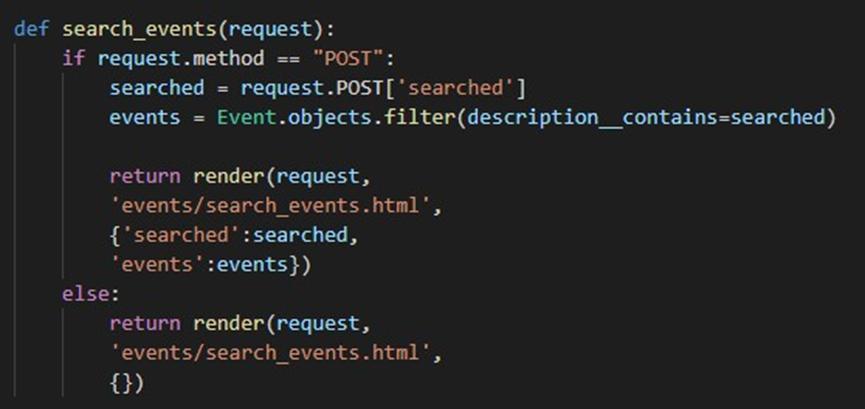 def search_events(request):
    if request.method == "POST":
        searched = request.POST['searched']
        events = Event.objects.filter(description__contains=searched)

        return render(request,
        'events/search_events.html',
        {'searched':searched,
        'events':events})
    else:
        return render(request,
        'events/search_events.html',
        {})